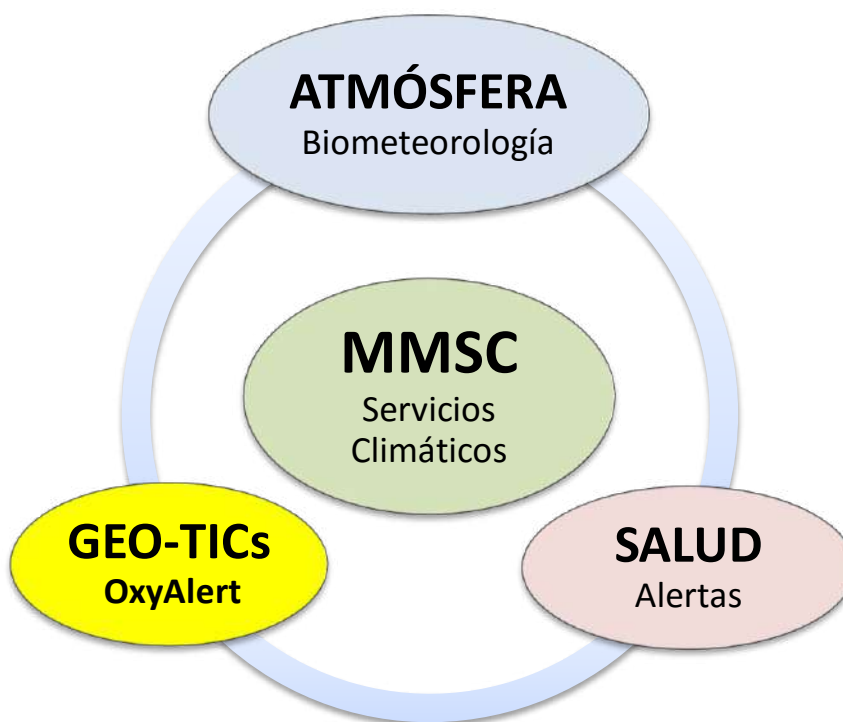 ATMÓSFERA
Biometeorología
MMSC
Servicios
Climáticos
GEO-TICs
OxyAlert
SALUD
Alertas